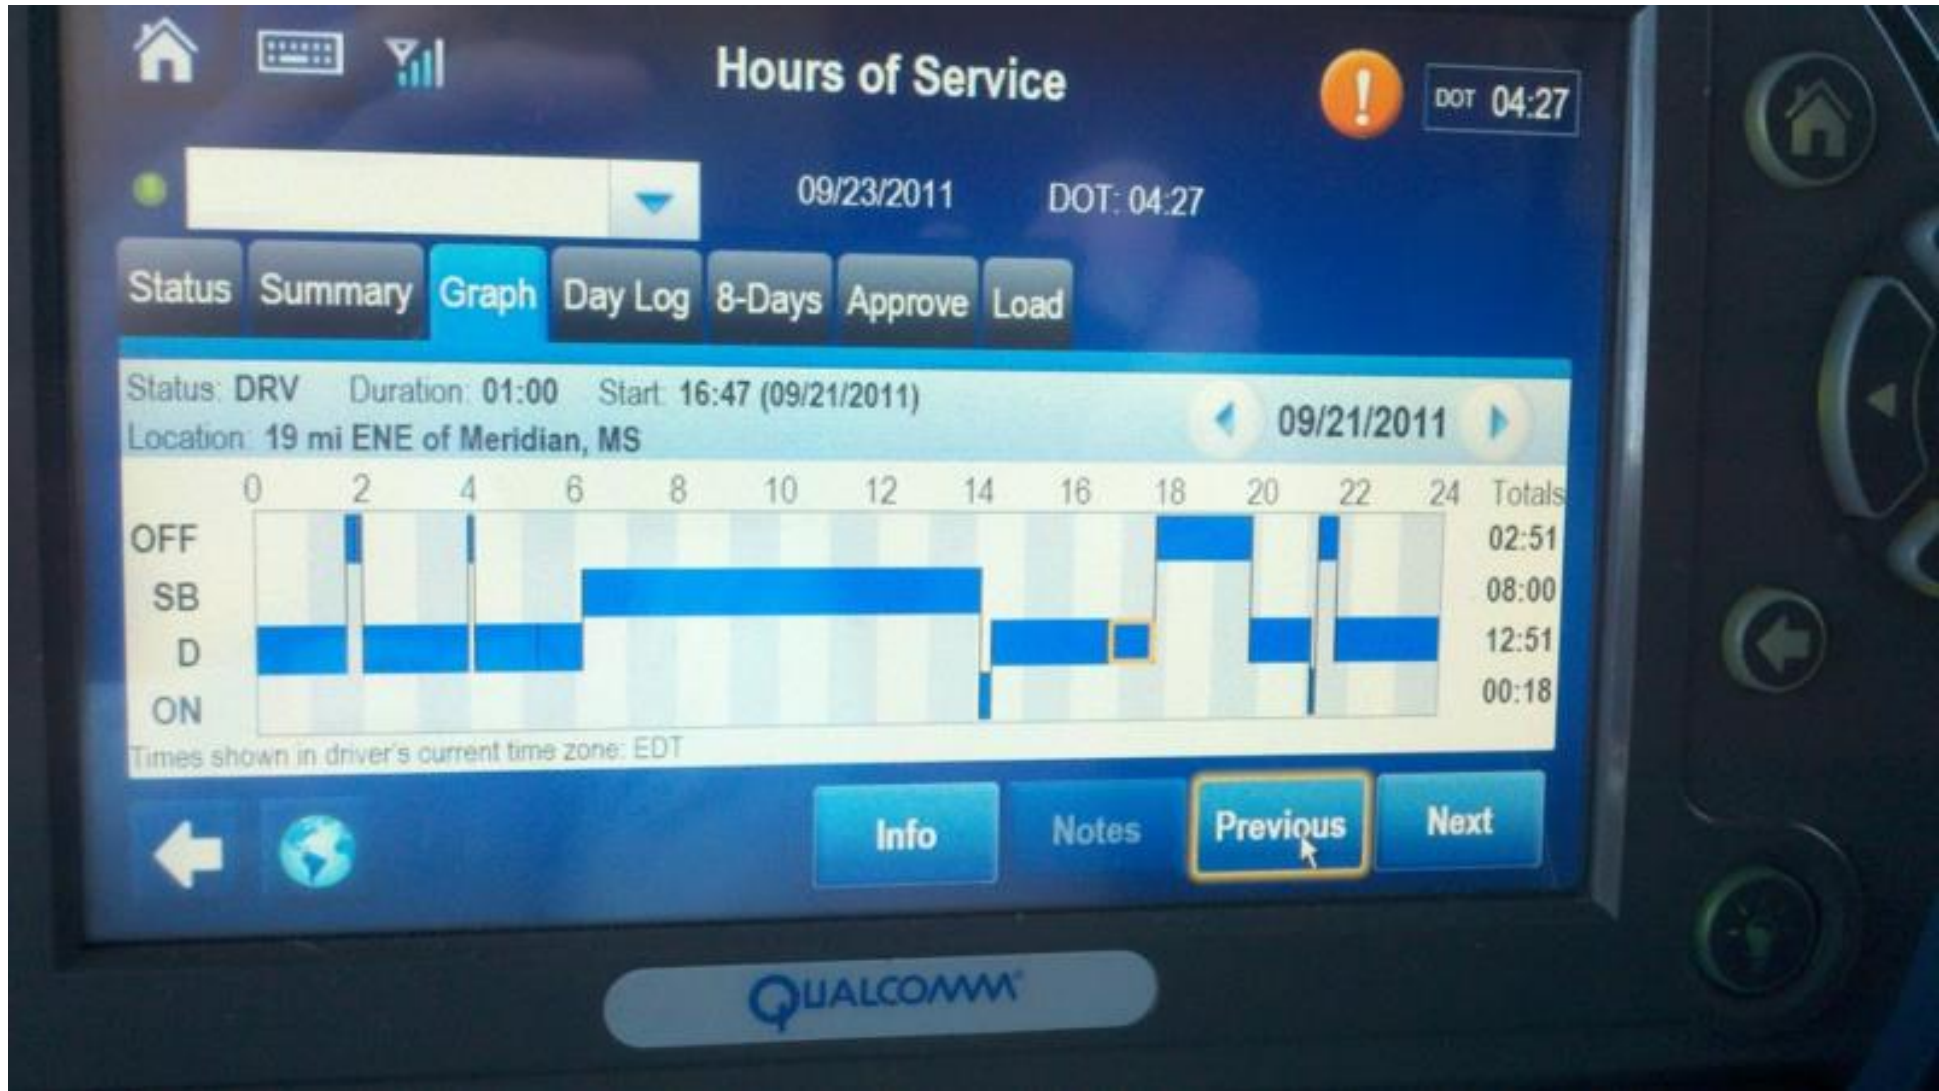 Hours of Service
! DOT 04:27
09/23/2011 DOT: 04:27
Status Summary Graph Day Log 8-Days Approve Load
Status: DRV Duration: 01:00 Start: 16:47 (09/21/2011)
Location: 19 mi ENE of Meridian, MS
09/21/2011
0 2 4 6 8 10 12 14 16 18 20 22 24 Totals
OFF 02:51
SB 08:00
D 12:51
ON 00:18
Times shown in driver's current time zone: EDT
Info Notes Previous Next
QUALCOMM®